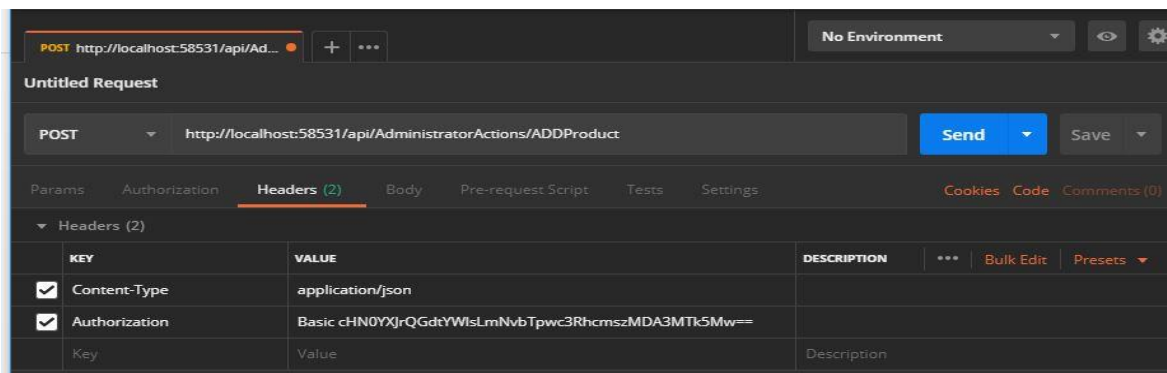 POST http://localhost:58531/api/Ad...
No Environment
Untitled Request
POST http://localhost:58531/api/AdministratorActions/ADDProduct Send Save
Params Authorization Headers (2) Body Pre-request Script Tests Settings Cookies Code Comments (0)
Headers (2)
KEY VALUE DESCRIPTION ••• Bulk Edit Presets
Content-Type application/json
Authorization Basic cHN0YXJrQGdtYWlsLmNvbTpwc3RhcmszMDA3MTk5Mw==
Key Value Description